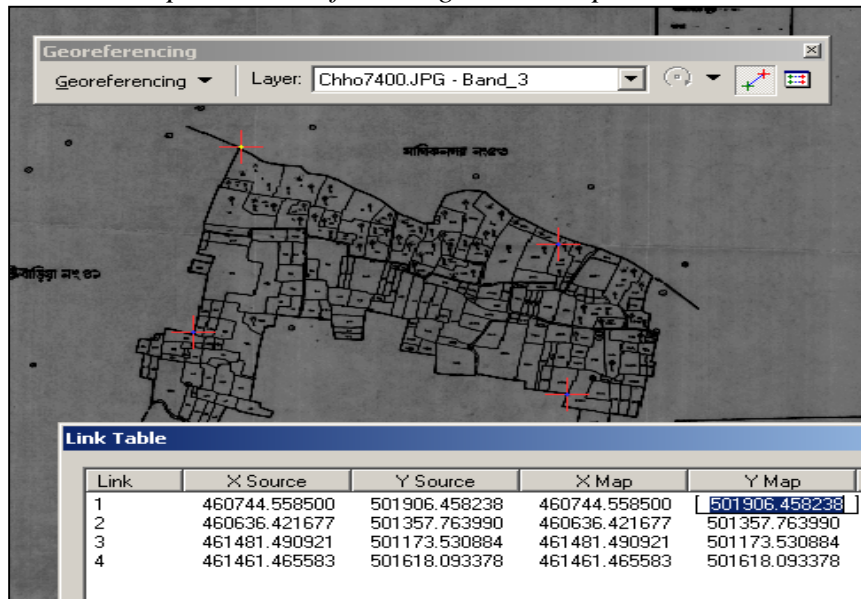 Georeferencing
Georeferencing Layer: Chho7400.JPG - Band_3
মানিকনগর নং ৫৩
Link Table
Link X Source Y Source X Map Y Map
1 460744.558500 501906.458238 460744.558500 501906.458238
2 460636.421677 501357.763990 460636.421677 501357.763990
3 461481.490921 501173.530884 461481.490921 501173.530884
4 461461.465583 501618.093378 461461.465583 501618.093378